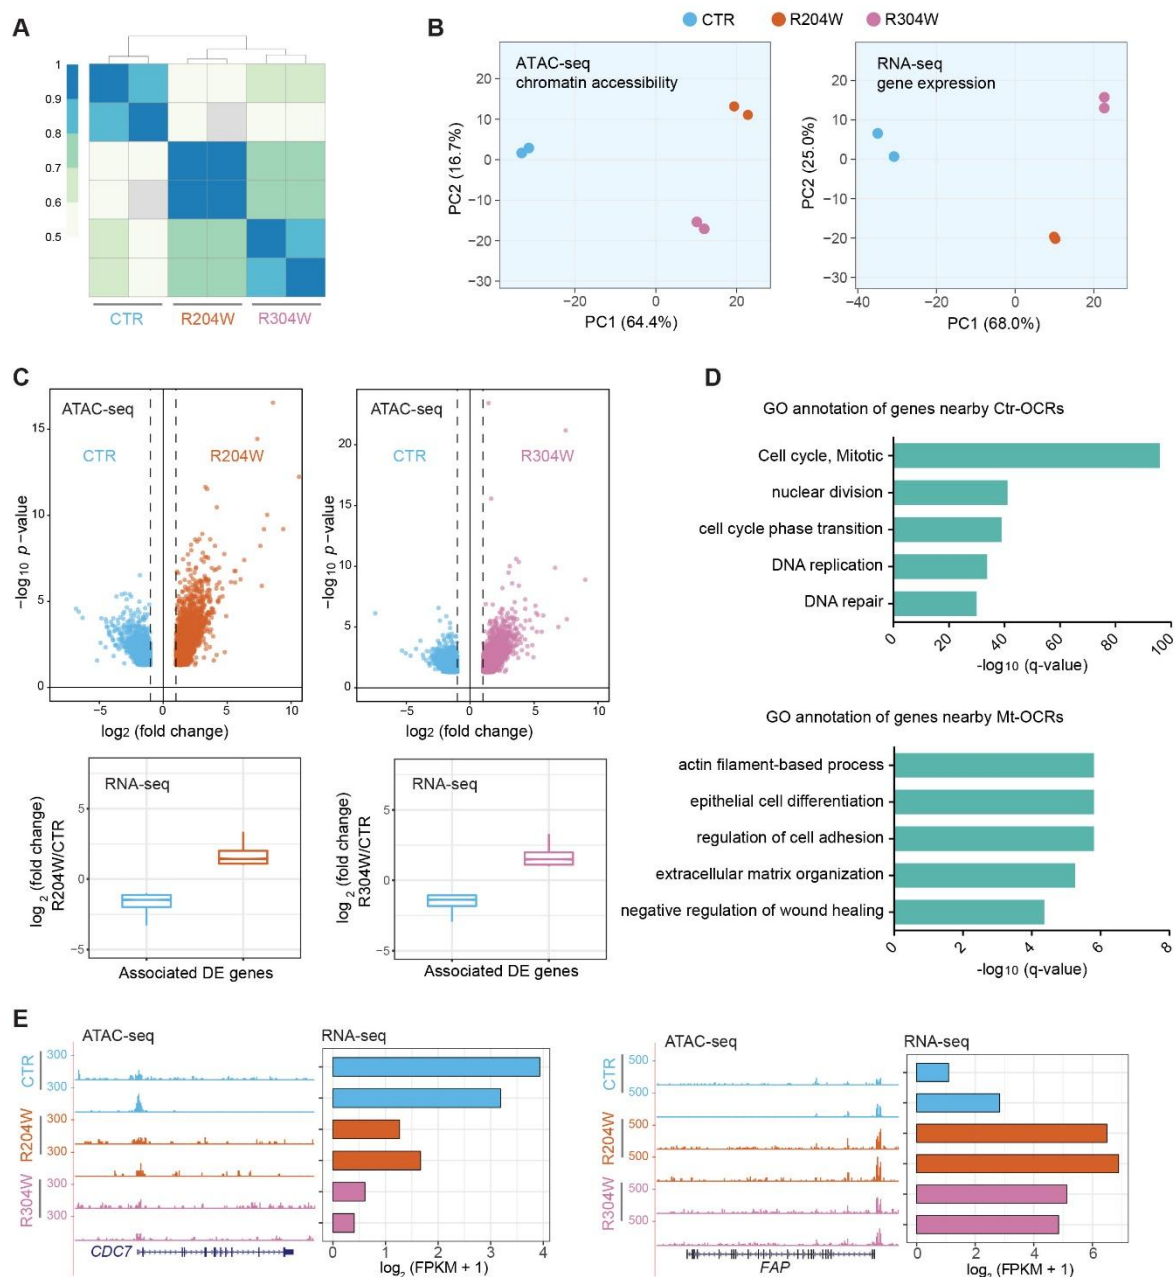 A
1
0.9
0.8
0.7
0.6
0.5
CTR R204W R304W
B
CTR R204W R304W
ATAC-seq
chromatin accessibility
PC2 (16.7%)
20
10
0
−10
−20
−30
−20 0 20
PC1 (64.4%)
RNA-seq
gene expression
PC2 (25.0%)
20
10
0
−10
−20
−30
−40 −20 0 20
PC1 (68.0%)
C
ATAC-seq
CTR R204W
−log10 p -value
15
10
5
0
−5 0 5 10
log2 (fold change)
ATAC-seq
CTR R304W
−log10 p -value
20
15
10
5
0
−5 0 5 10
log2 (fold change)
RNA-seq
log 2 (fold change)
R204W/CTR
5
0
−5
Associated DE genes
RNA-seq
log 2 (fold change)
R304W/CTR
5
0
−5
Associated DE genes
D
GO annotation of genes nearby Ctr-OCRs
Cell cycle, Mitotic
nuclear division
cell cycle phase transition
DNA replication
DNA repair
0 20 40 60 80 100
-log10 (q-value)
GO annotation of genes nearby Mt-OCRs
actin filament-based process
epithelial cell differentiation
regulation of cell adhesion
extracellular matrix organization
negative regulation of wound healing
0 2 4 6 8
-log10 (q-value)
E
ATAC-seq
CTR
300
300
R204W
300
300
R304W
300
300
CDC7
RNA-seq
0 1 2 3 4
log2 (FPKM + 1)
ATAC-seq
CTR
500
500
R204W
500
500
R304W
500
500
FAP
RNA-seq
0 2 4 6
log2 (FPKM + 1)